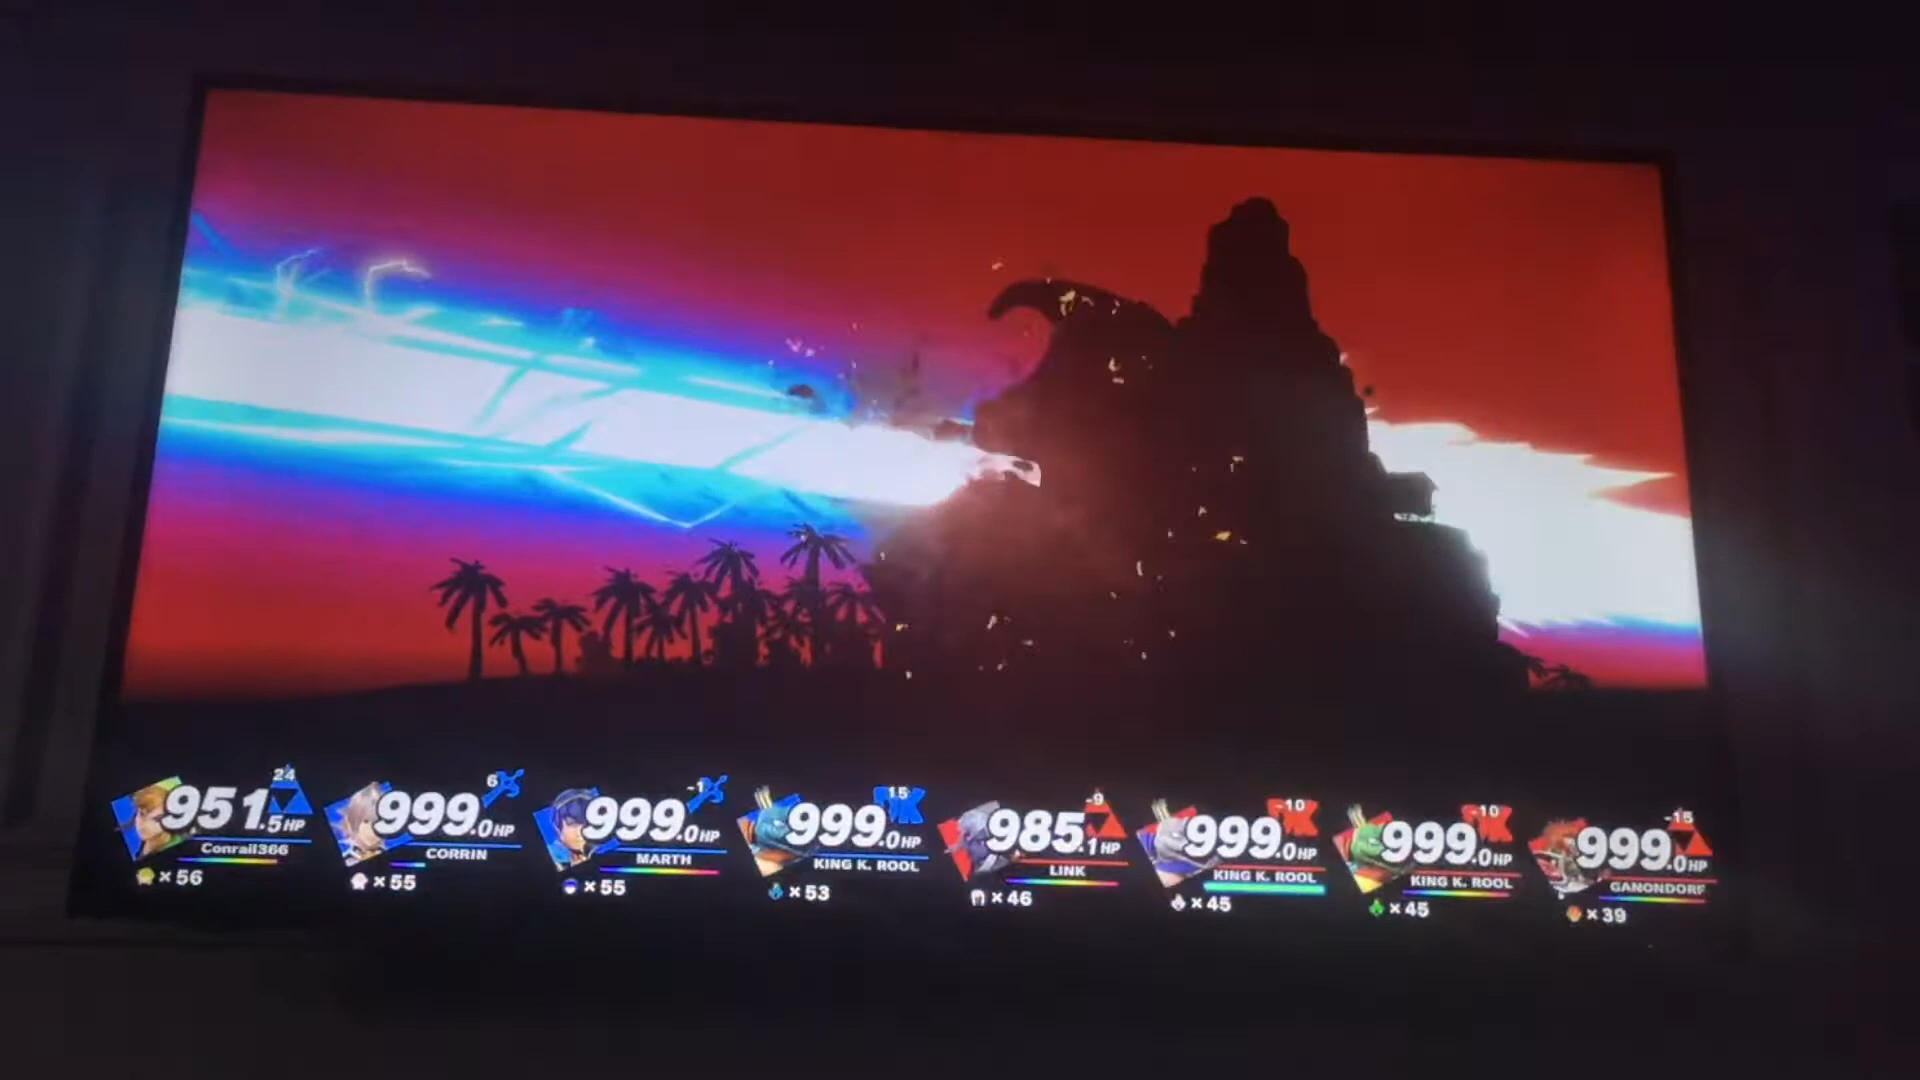 24
951.5HP
Conrail366
×56
6
999.0HP
CORRIN
×55
-1
999.0HP
MARTH
×55
15
999.0HP
KING K. ROOL
×53
-9
985.1HP
LINK
×46
-10
999.0HP
KING K. ROOL
×45
-10
999.0HP
KING K. ROOL
×45
-15
999.0HP
GANONDORF
×39